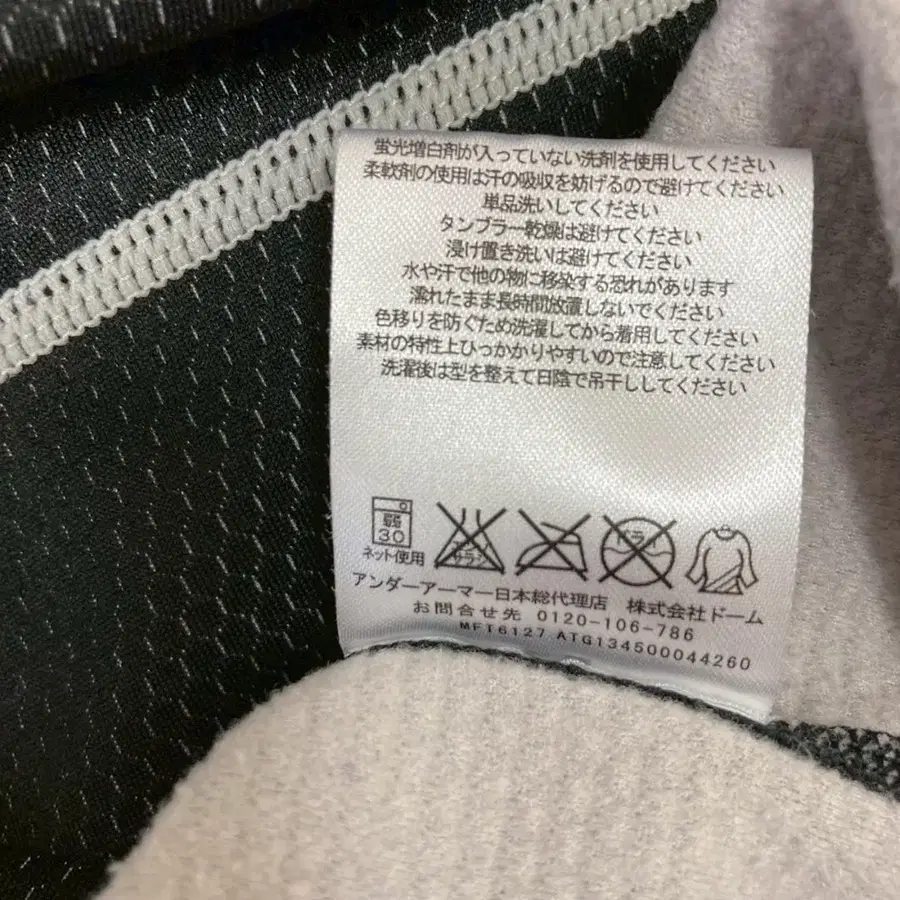 蛍光増白剤が入っていない洗剤を使用してください
柔軟剤の使用は汗の吸収を妨げるので避けてください
単品洗いしてください
タンブラー乾燥は避けてください
浸け置き洗いは避けてください
水や汗で他の物に移染する恐れがあります
濡れたまま長時間放置しないでください
色移りを防ぐため洗濯してから着用してください
素材の特性上ひっかかりやすいので注意してください
洗濯後は型を整えて日陰で吊干ししてください
弱
30
エンソ
サラシ
ドライ
ネット使用
アンダーアーマー日本総代理店 株式会社ドーム
お問合せ先 0120-106-786
MFT6127 ATG134500044260